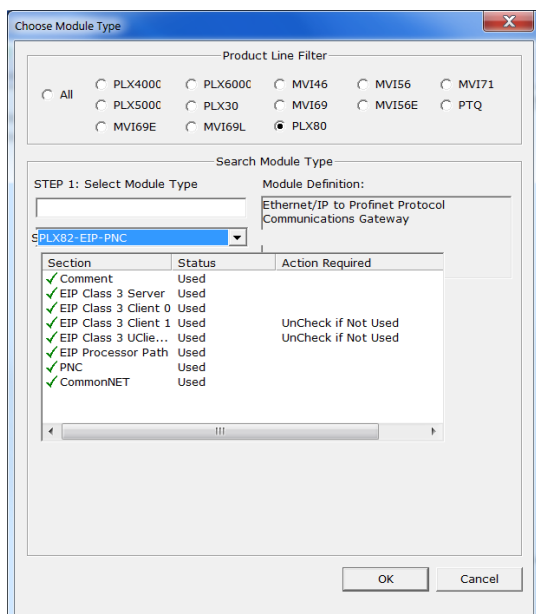 Choose Module Type
Product Line Filter
All PLX4000 PLX6000 MVI46 MVI56 MVI71
PLX5000 PLX30 MVI69 MVI56E PTQ
MVI69E MVI69L PLX80
Search Module Type
STEP 1: Select Module Type Module Definition:
Ethernet/IP to Profinet Protocol
Communications Gateway
PLX82-EIP-PNC
Section Status Action Required
Comment Used
EIP Class 3 Server Used
EIP Class 3 Client 0 Used
EIP Class 3 Client 1 Used UnCheck if Not Used
EIP Class 3 UClie... Used UnCheck if Not Used
EIP Processor Path Used
PNC Used
CommonNET Used
OK Cancel